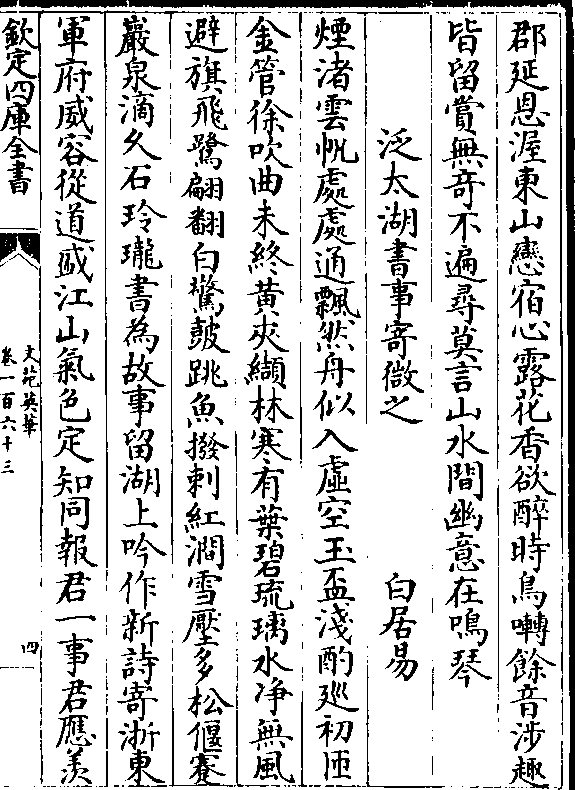 郡延恩渥東山戀宿心露花香欲醉時鳥囀餘音涉趣
皆留賞無竒不遍尋莫言山水間幽意在鳴琴
泛太湖書事寄微之 白居易
煙渚雲帆處處通飄然舟似入虛空玉盃淺酌廵初匝
金管徐吹曲未終黄夾纈林寒有葉碧琉璃水浄無風
避旗飛鷺翩翻白驚皷跳魚撥刺紅澗雪壓多松偃蹇
巖泉滴久石玲瓏書為故事留湖上吟作新詩寄浙東
軍府威容從道盛江山氣色定知同報君一事君應羡
欽定四庫全書
文苑英華
卷一百六十三
四